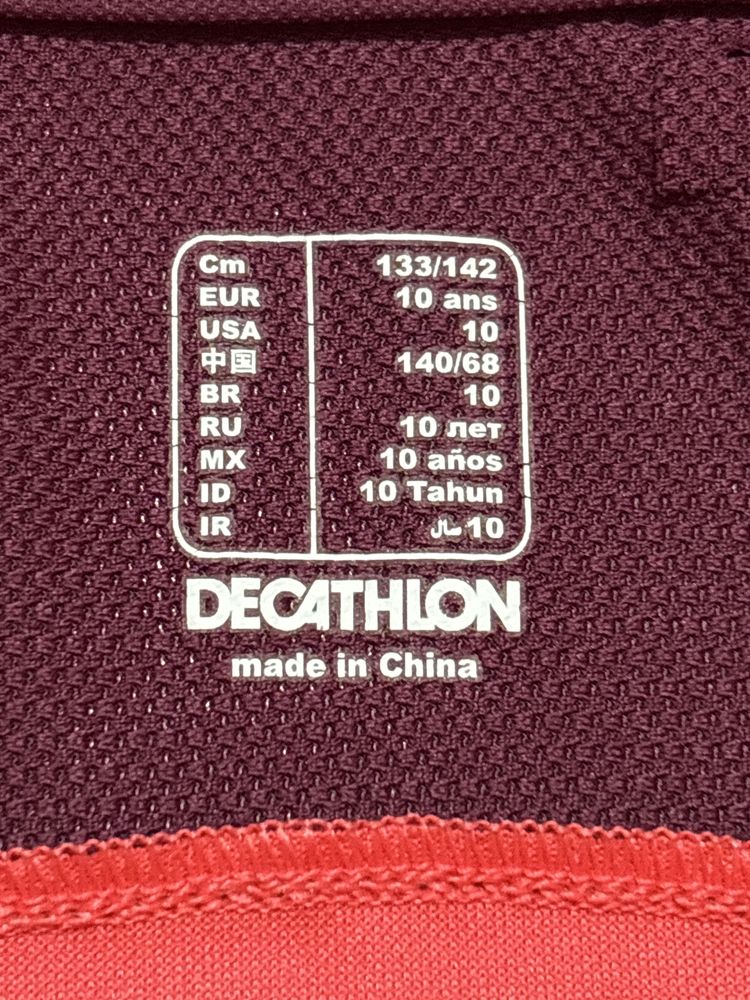 Cm 133/142
EUR 10 ans
USA 10
中国 140/68
BR 10
RU 10 лет
MX 10 años
ID 10 Tahun
IR 10 سال
DECATHLON
made in China